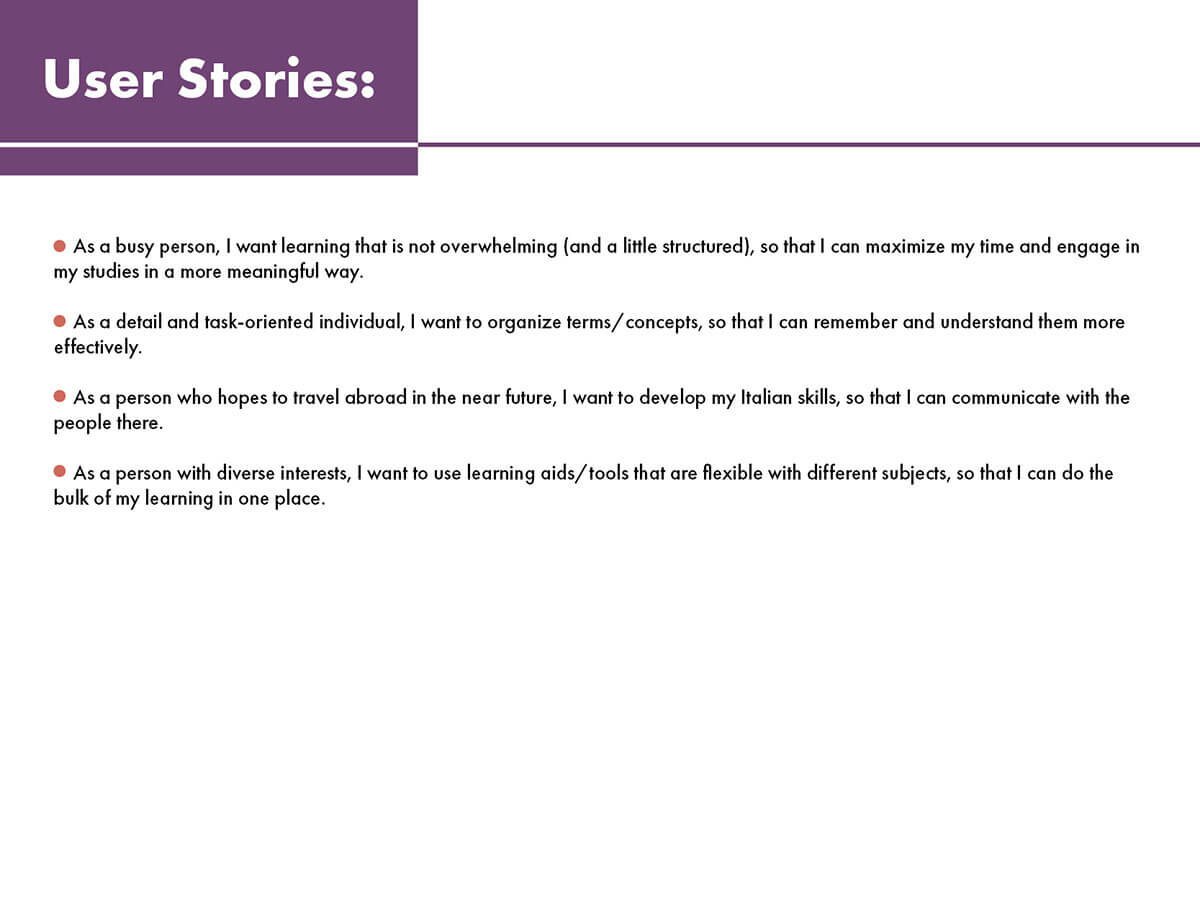 User Stories:
● As a busy person, I want learning that is not overwhelming (and a little structured), so that I can maximize my time and engage in
my studies in a more meaningful way.
● As a detail and task-oriented individual, I want to organize terms/concepts, so that I can remember and understand them more
effectively.
● As a person who hopes to travel abroad in the near future, I want to develop my Italian skills, so that I can communicate with the
people there.
● As a person with diverse interests, I want to use learning aids/tools that are flexible with different subjects, so that I can do the
bulk of my learning in one place.